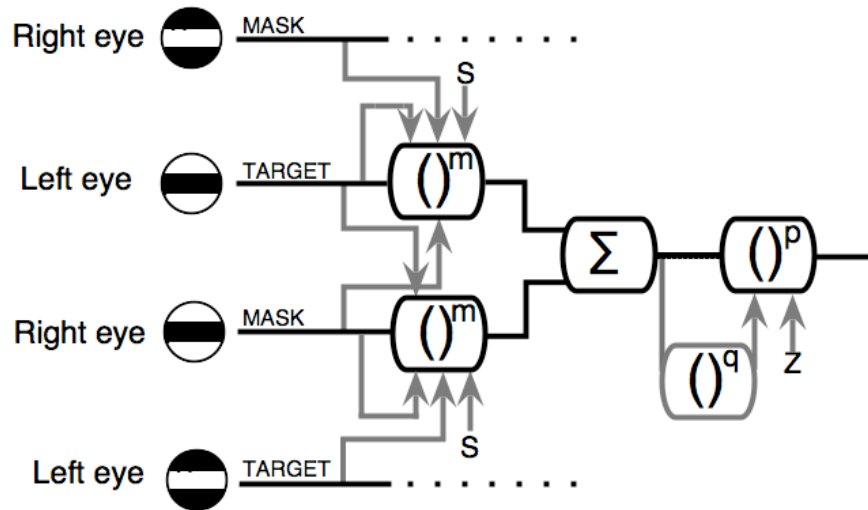 Right eye MASK
S
Left eye TARGET ()m
Σ ()p
Right eye MASK ()m
()q Z
S
Left eye TARGET